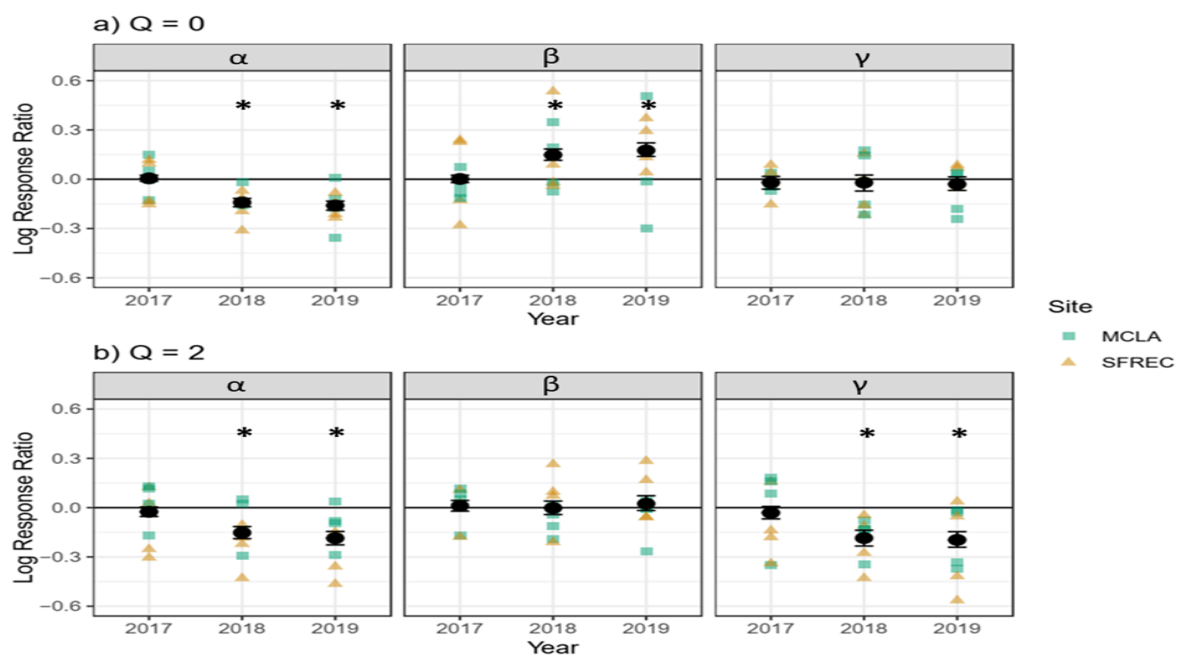 a) Q = 0
α β γ
Log Response Ratio
0.6
0.3
0.0
−0.3
−0.6
* * * *
2017 2018 2019 2017 2018 2019 2017 2018 2019
Year
Site
MCLA
SFREC
b) Q = 2
α β γ
Log Response Ratio
0.6
0.3
0.0
−0.3
−0.6
* * * *
2017 2018 2019 2017 2018 2019 2017 2018 2019
Year